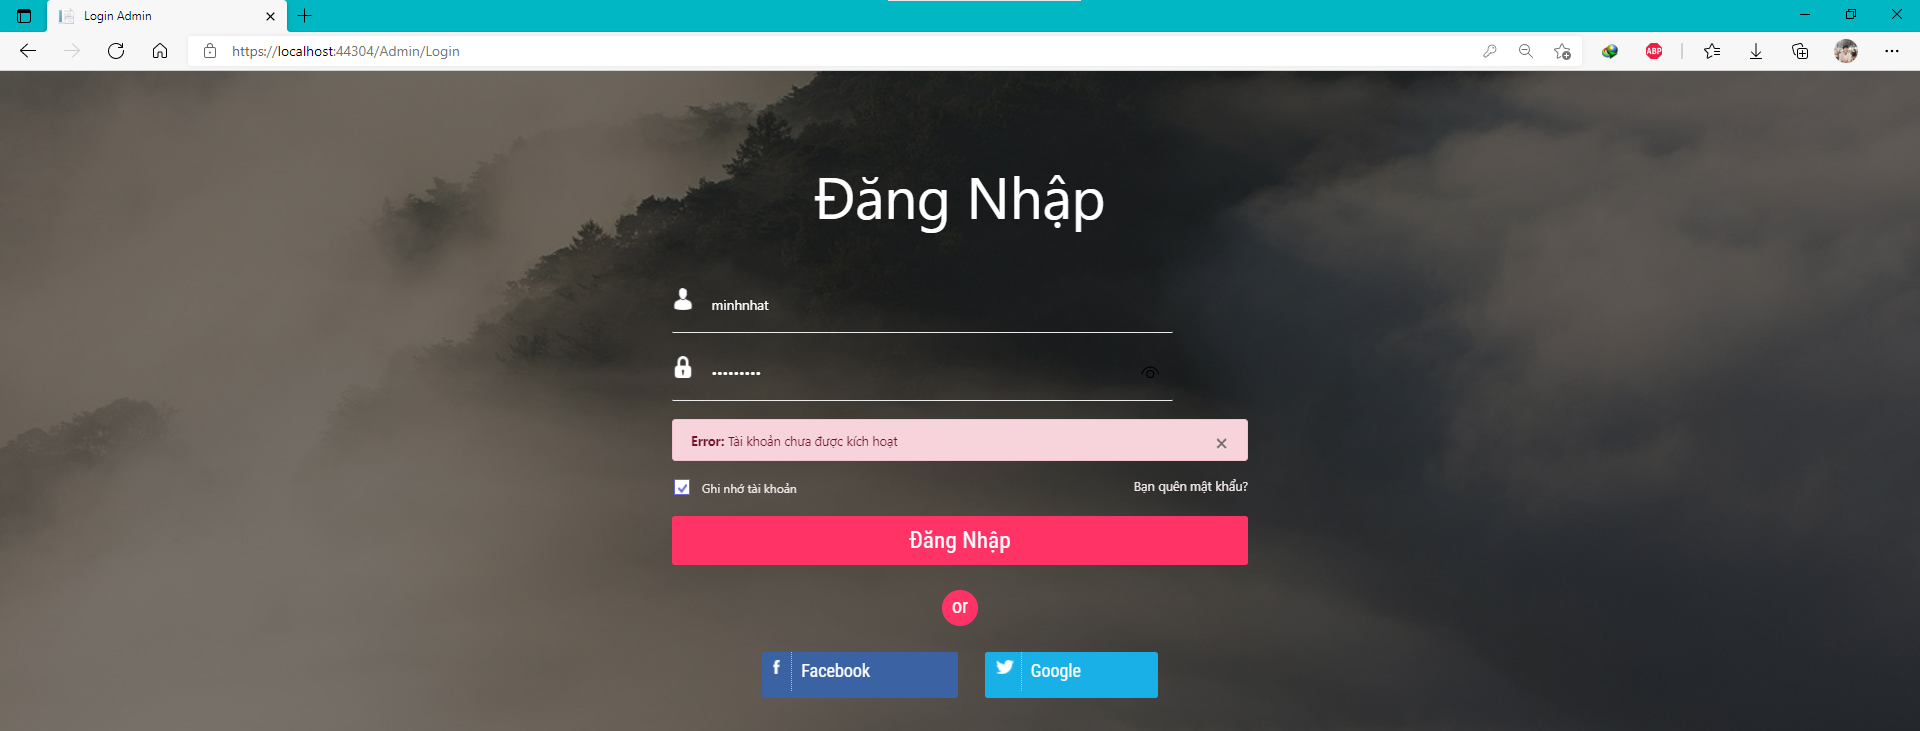 Login Admin
https://localhost:44304/Admin/Login
ABP
Đăng Nhập
minhnhat
•••••••••
Error: Tài khoản chưa được kích hoạt
Ghi nhớ tài khoản
Bạn quên mật khẩu?
Đăng Nhập
or
Facebook
Google